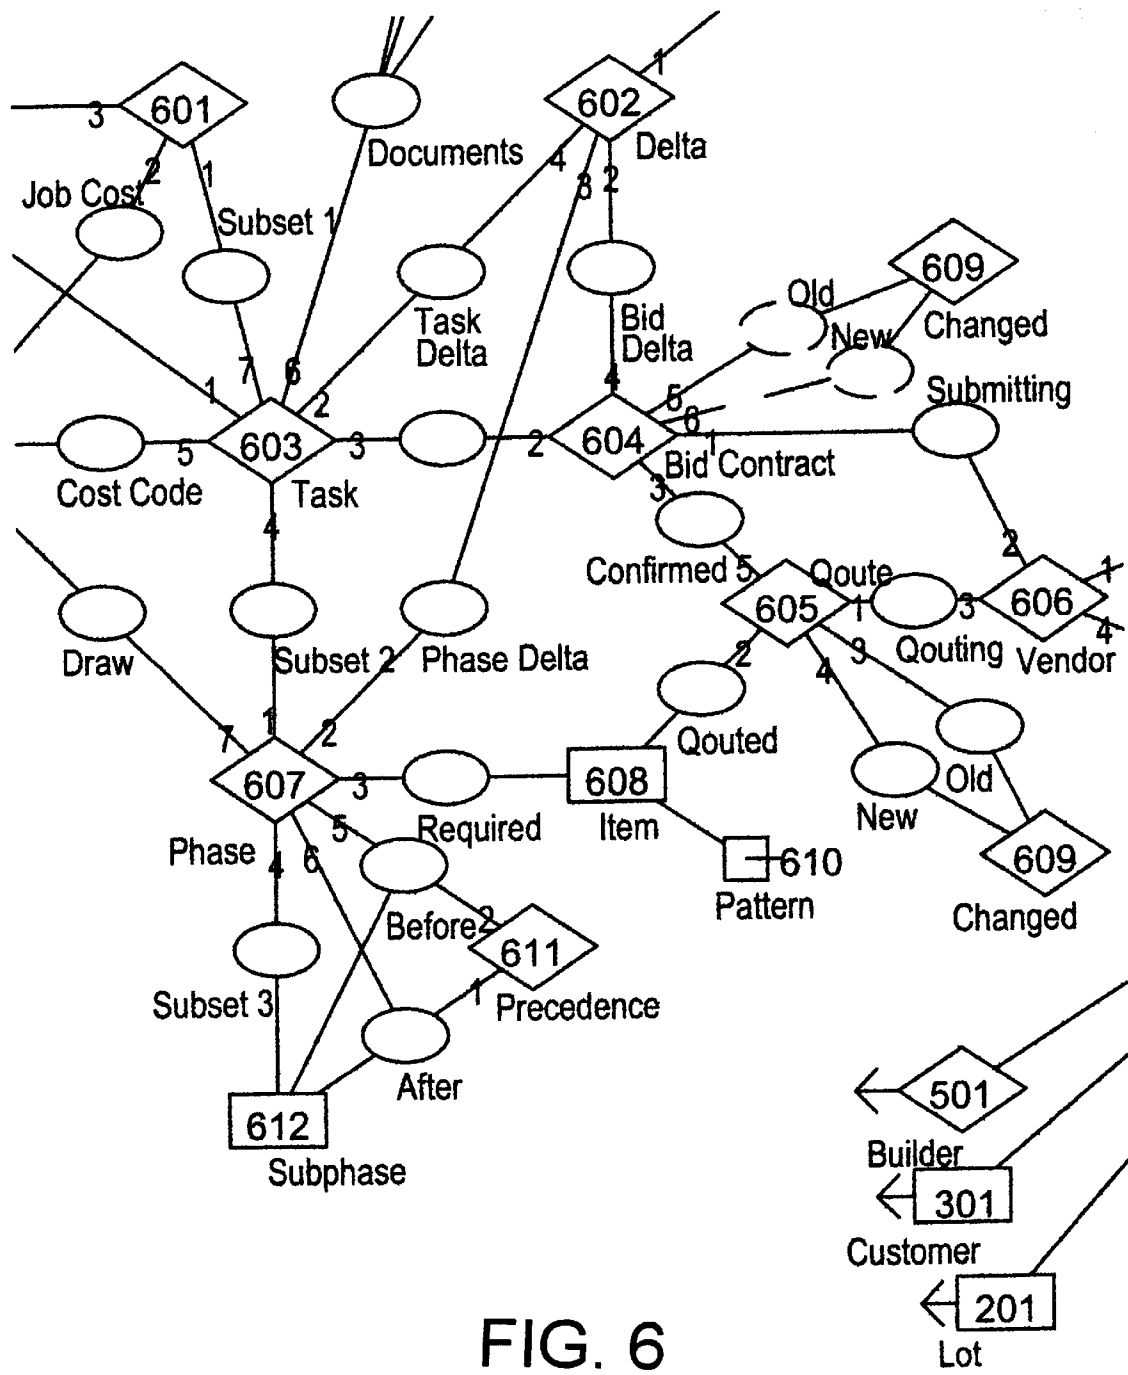 1
3
601
602
Documents
Delta
2
1
4
3
2
Job Cost
Subset 1
609
Old
Changed
Task
Delta
Bid
Delta
New
7
6
4
1
2
5
6
Submitting
5
603
3
2
604
1
Bid Contract
Cost Code
Task
3
4
2
1
Confirmed
5
Qoute
605
1
3
606
4
Draw
Subset 2
Phase Delta
2
3
Qouting
Vendor
4
7
1
2
Qouted
607
3
608
Old
Required
Item
New
Phase
5
4
6
610
609
Pattern
Before
2
Changed
611
Subset 3
1
Precedence
After
501
612
Builder
Subphase
301
Customer
201
Lot
FIG. 6